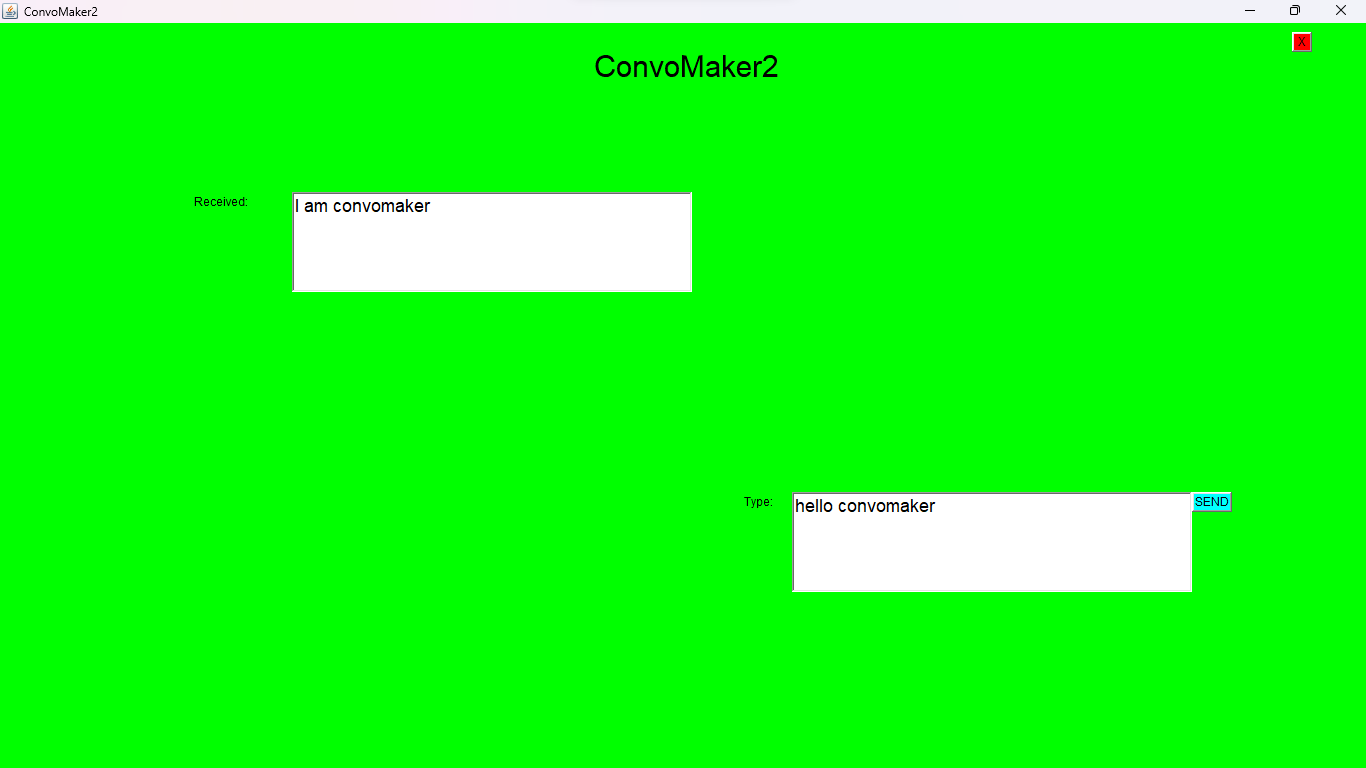 ConvoMaker2
X
ConvoMaker2
Received:
I am convomaker
Type:
hello convomaker
SEND